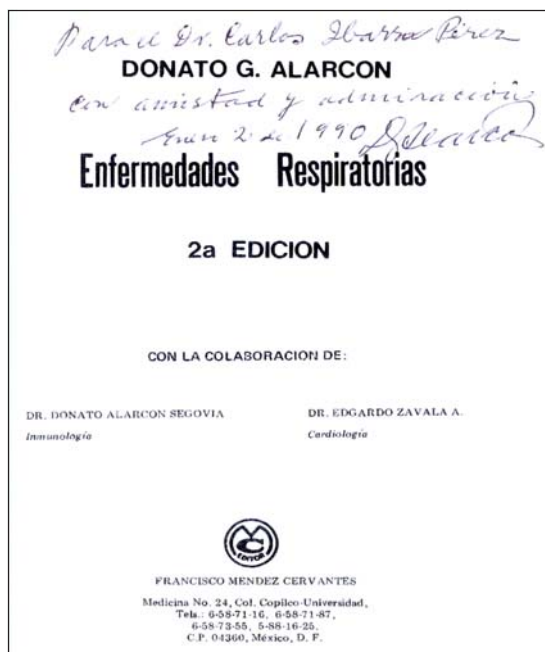 Para el Dr. Carlos Ibarra Pérez
DONATO G. ALARCON
con amistad y admiración
Enero 2 de 1990 D Alarcó
Enfermedades Respiratorias
2a EDICION
CON LA COLABORACION DE:
DR. DONATO ALARCON SEGOVIA
Inmunología
DR. EDGARDO ZAVALA A.
Cardiología
EDITOR
FRANCISCO MENDEZ CERVANTES
Medicina No. 24, Col. Copilco-Universidad,
Tels.: 6-58-71-16, 6-58-71-87,
6-58-73-55, 5-88-16-25,
C.P. 04360, México, D. F.